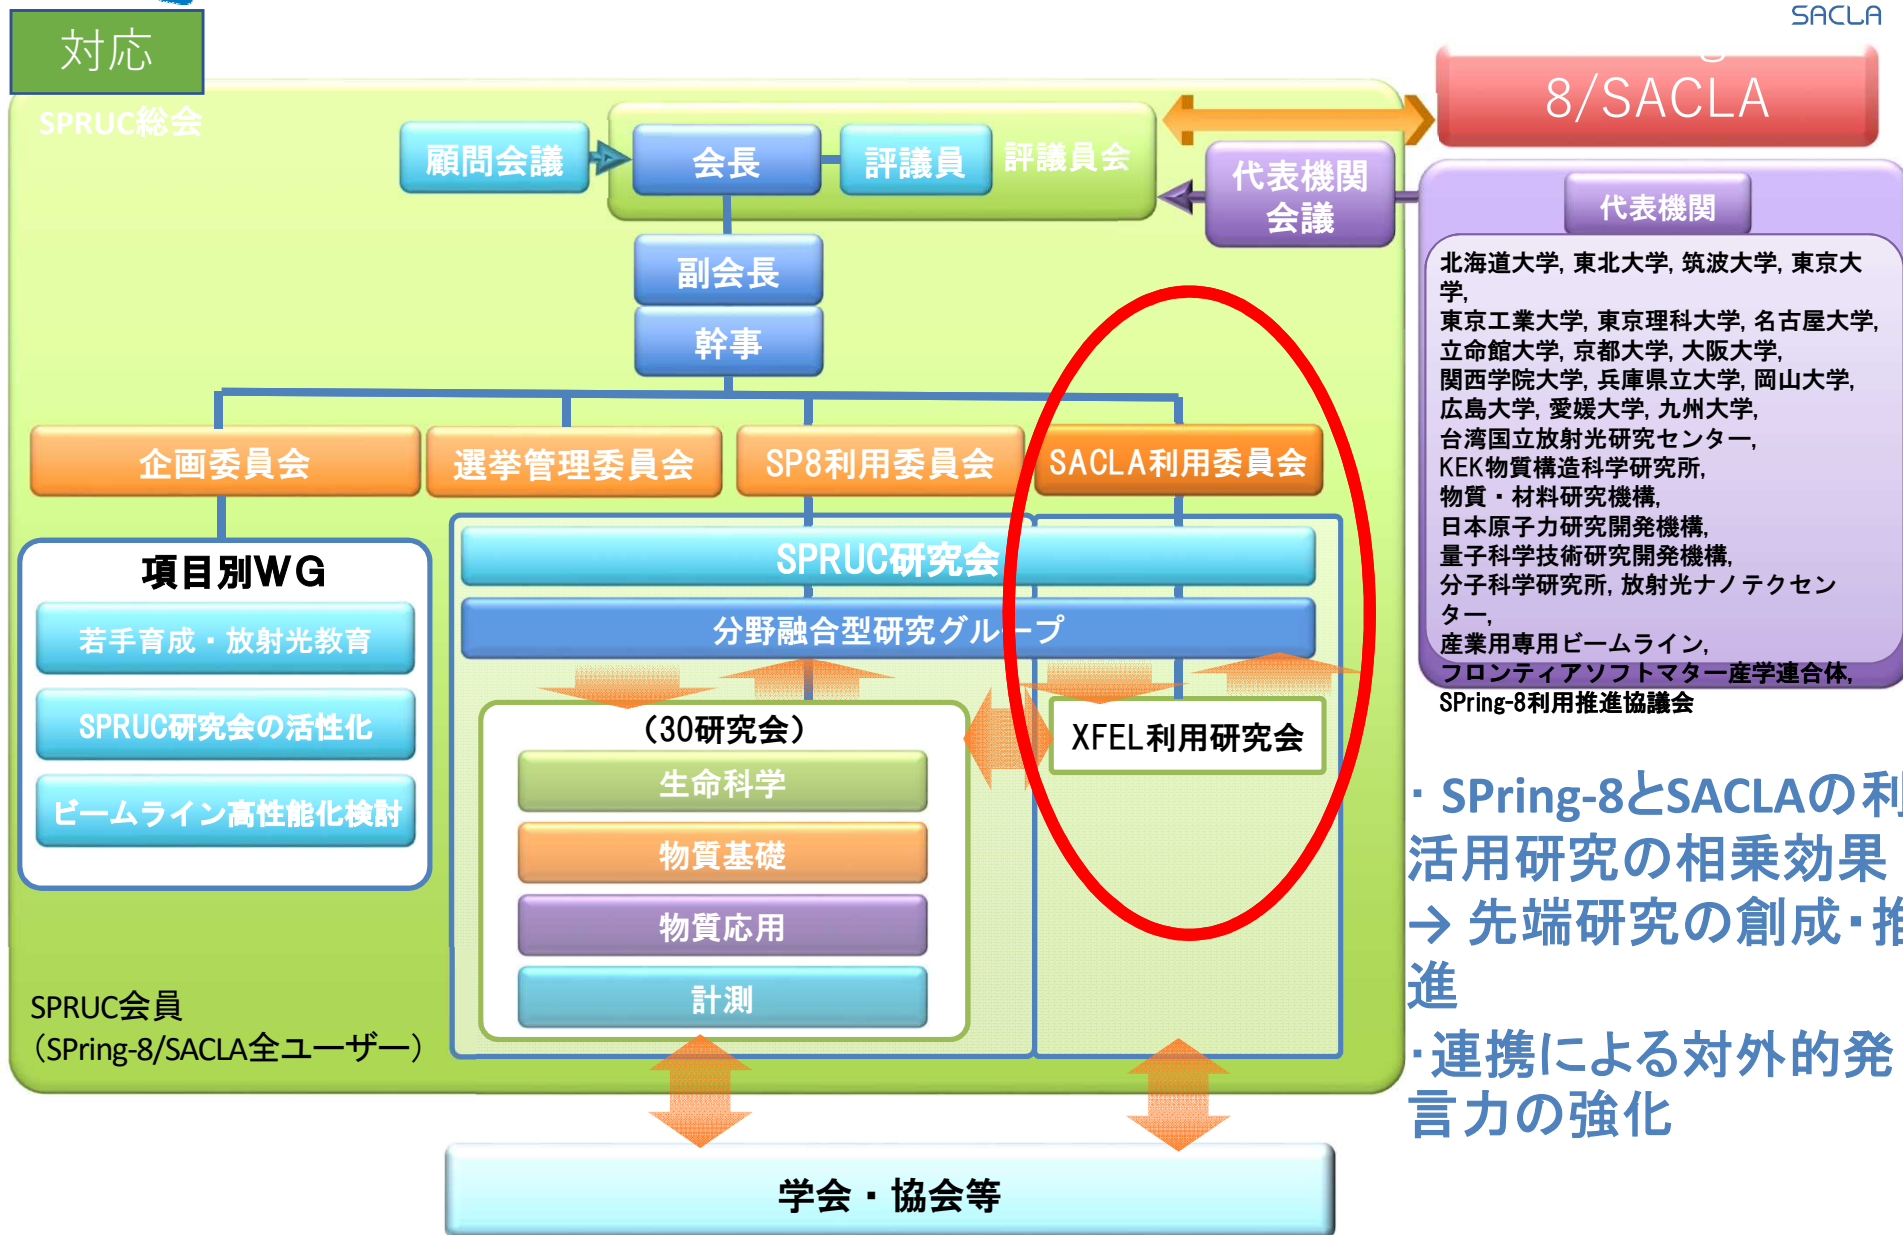 SACLA
対応
8/SACLA
SPRUC総会
顧問会議
会長
評議員
評議員会
代表機関
会議
代表機関
副会長
幹事
北海道大学, 東北大学, 筑波大学, 東京大
学,
東京工業大学, 東京理科大学, 名古屋大学,
立命館大学, 京都大学, 大阪大学,
関西学院大学, 兵庫県立大学, 岡山大学,
広島大学, 愛媛大学, 九州大学,
台湾国立放射光研究センター,
KEK物質構造科学研究所,
物質・材料研究機構,
日本原子力研究開発機構,
量子科学技術研究開発機構,
分子科学研究所, 放射光ナノテクセン
ター,
産業用専用ビームライン,
フロンティアソフトマター産学連合体,
SPring-8利用推進協議会
企画委員会
選挙管理委員会
SP8利用委員会
SACLA利用委員会
項目別WG
若手育成・放射光教育
SPRUC研究会の活性化
ビームライン高性能化検討
SPRUC研究会
分野融合型研究グループ
(30研究会)
生命科学
物質基礎
物質応用
計測
XFEL利用研究会
・SPring-8とSACLAの利
活用研究の相乗効果
→ 先端研究の創成・推
進
・連携による対外的発
言力の強化
SPRUC会員
(SPring-8/SACLA全ユーザー)
学会・協会等